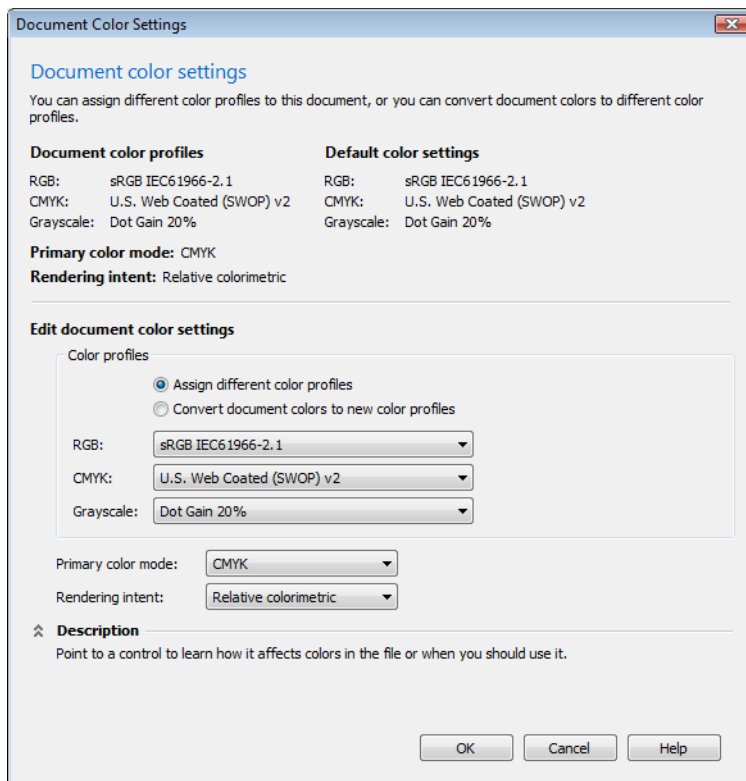 Document Color Settings
Document color settings
You can assign different color profiles to this document, or you can convert document colors to different color
profiles.
Document color profiles
RGB: sRGB IEC61966-2.1
CMYK: U.S. Web Coated (SWOP) v2
Grayscale: Dot Gain 20%
Default color settings
RGB: sRGB IEC61966-2.1
CMYK: U.S. Web Coated (SWOP) v2
Grayscale: Dot Gain 20%
Primary color mode: CMYK
Rendering intent: Relative colorimetric
Edit document color settings
Color profiles
Assign different color profiles
Convert document colors to new color profiles
RGB: sRGB IEC61966-2.1
CMYK: U.S. Web Coated (SWOP) v2
Grayscale: Dot Gain 20%
Primary color mode: CMYK
Rendering intent: Relative colorimetric
Description
Point to a control to learn how it affects colors in the file or when you should use it.
OK Cancel Help